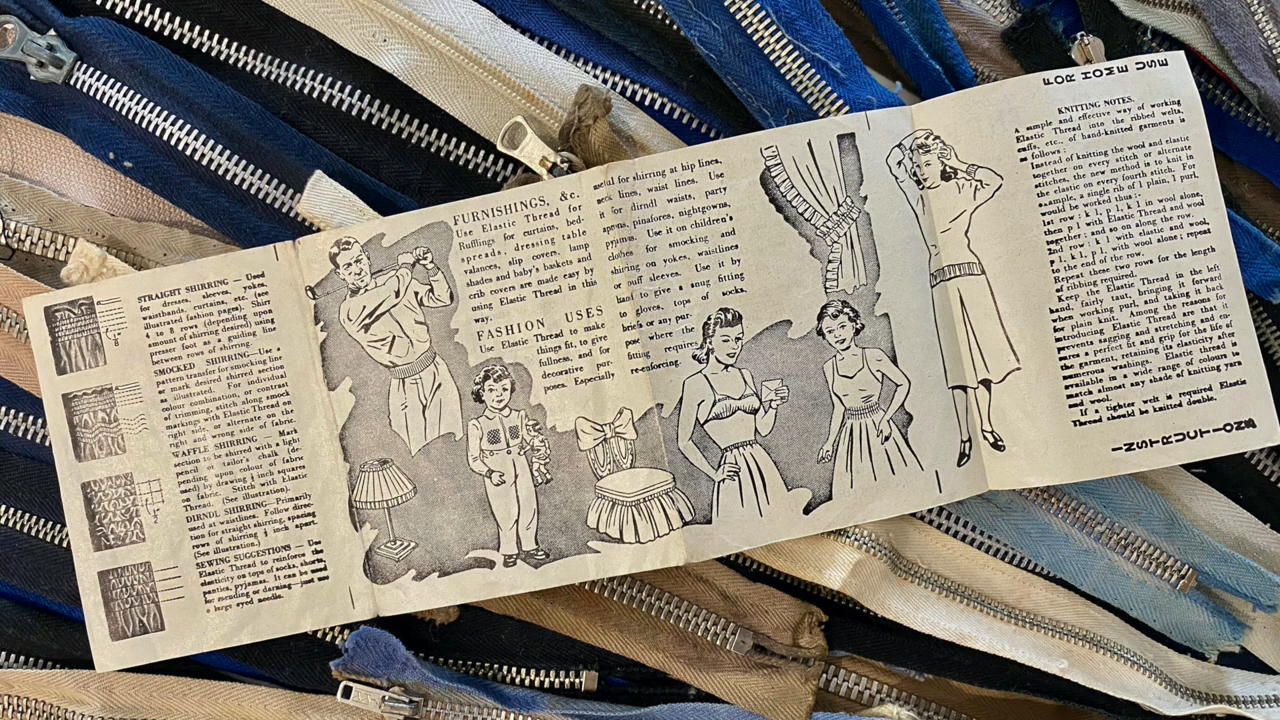 STRAIGHT SHIRRING — Used
for dresses, sleeves, yokes,
waistbands, curtains, etc. (see
illustrated fashion pages). Shirr
4 to 8 rows (depending upon
amount of shirring desired) using
presser foot as a guiding line
between rows of shirring.
SMOCKED SHIRRING—Use a
pattern transfer for smocking line
or mark desired shirred section
as illustrated. For individual
colour combination, or contrast
of trimming, stitch along smock
markings with Elastic Thread on
right side, or alternate on the
right and wrong side of fabric.
WAFFLE SHIRRING — Mark
section to be shirred with a light
pencil or tailor's chalk (de-
pending upon colour of fabric
used) by drawing ½ inch squares
on fabric. Stitch with Elastic
Thread. (See illustration).
DIRNDL SHIRRING—Primarily
used at waistlines. Follow direc-
tion for straight shirring, spacing
rows of shirring ½ inch apart.
(See illustration.)
SEWING SUGGESTIONS — Use
Elastic Thread to reinforce the
elasticity on tops of socks, shorts,
panties, pyjamas. It can be used
for mending or darning—just use
a large eyed needle.
FURNISHINGS, &c.
Use Elastic Thread for
Ruffings for curtains, bed-
spreads, dressing table
valances, slip covers, lamp
shades and baby's baskets and
crib covers are made easy by
using Elastic Thread in this
way.
FASHION USES
Use Elastic Thread to make
things fit, to give
fullness, and for
decorative pur-
poses. Especially
useful for shirring at hip lines,
neck lines, waist lines. Use
it for dirndl waists, party
pinafores, nightgowns,
pyjamas. Use it on children's
clothes for smocking and
shirring on yokes, waistlines
or cuff sleeves. Use it by
hand to give a snug fitting
to gloves, tops of socks,
briefs or any pur-
pose where the
fitting requires
re-enforcing.
FOR HOME USE
KNITTING NOTES.
A simple and effective way of working
Elastic Thread into the ribbed welts,
cuffs, etc., of hand-knitted garments is
as follows:
Instead of knitting the wool and elastic
together on every stitch or alternate
stitches, the new method is to knit in
the elastic on every fourth stitch. For
example, a single rib of 1 plain, 1 purl,
would be worked thus:
1st row: k 1, p 1, k 1, in wool alone,
then p 1 with Elastic Thread and wool
together; and so on along the row.
2nd row: k 1 with elastic and wool,
p 1, k 1, p 1, with wool alone; repeat
to the end of the row.
Repeat these two rows for the length
of ribbing required.
Keep the Elastic Thread in the left
hand, fairly taut, bringing it forward
when working purl, and taking it back
for plain knit. Among the reasons for
introducing Elastic Thread are that it
prevents sagging and stretching and en-
sures a perfect fit and grip for the life of
the garment, retaining its elasticity after
numerous washings. Elastic thread is
available in a wide range of colours to
match almost any shade of knitting yarn
and wool.
If a tighter welt is required Elastic
Thread should be knitted double.
INSTRUCTIONS